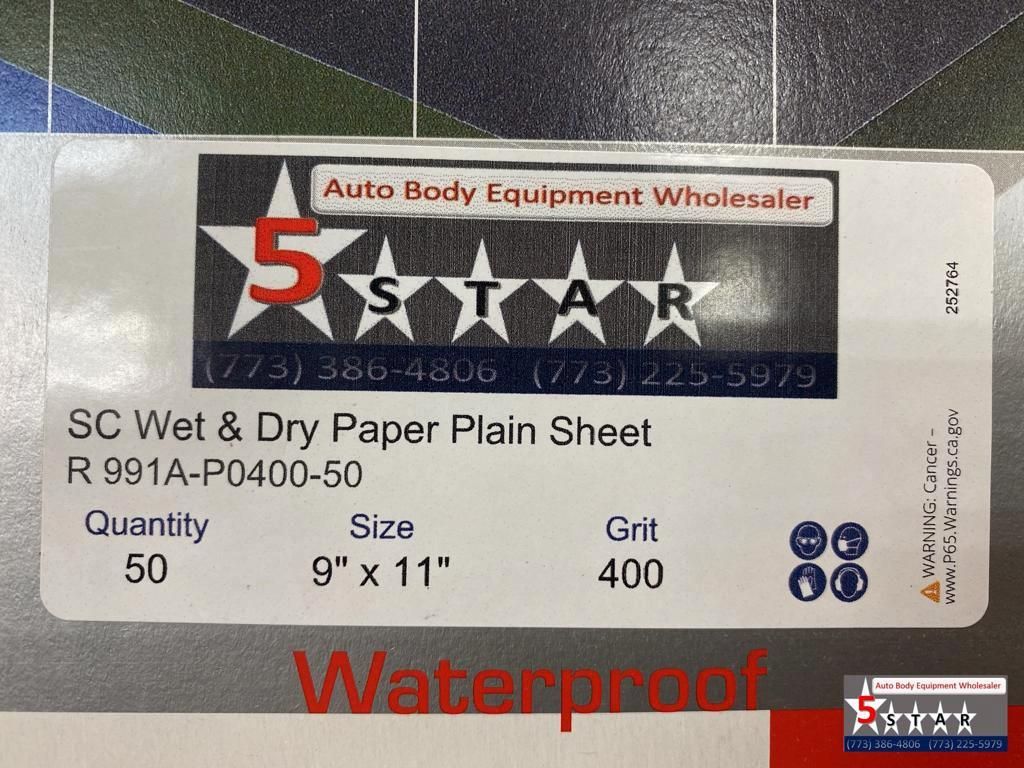 Auto Body Equipment Wholesaler
5 STAR
(773) 386-4806 (773) 225-5979
SC Wet & Dry Paper Plain Sheet
R 991A-P0400-50
Quantity Size Grit
50 9" x 11" 400
252764
WARNING: Cancer –
www.P65.Warnings.ca.gov
Waterproof
Auto Body Equipment Wholesaler
5 STAR
(773) 386-4806 (773) 225-5979